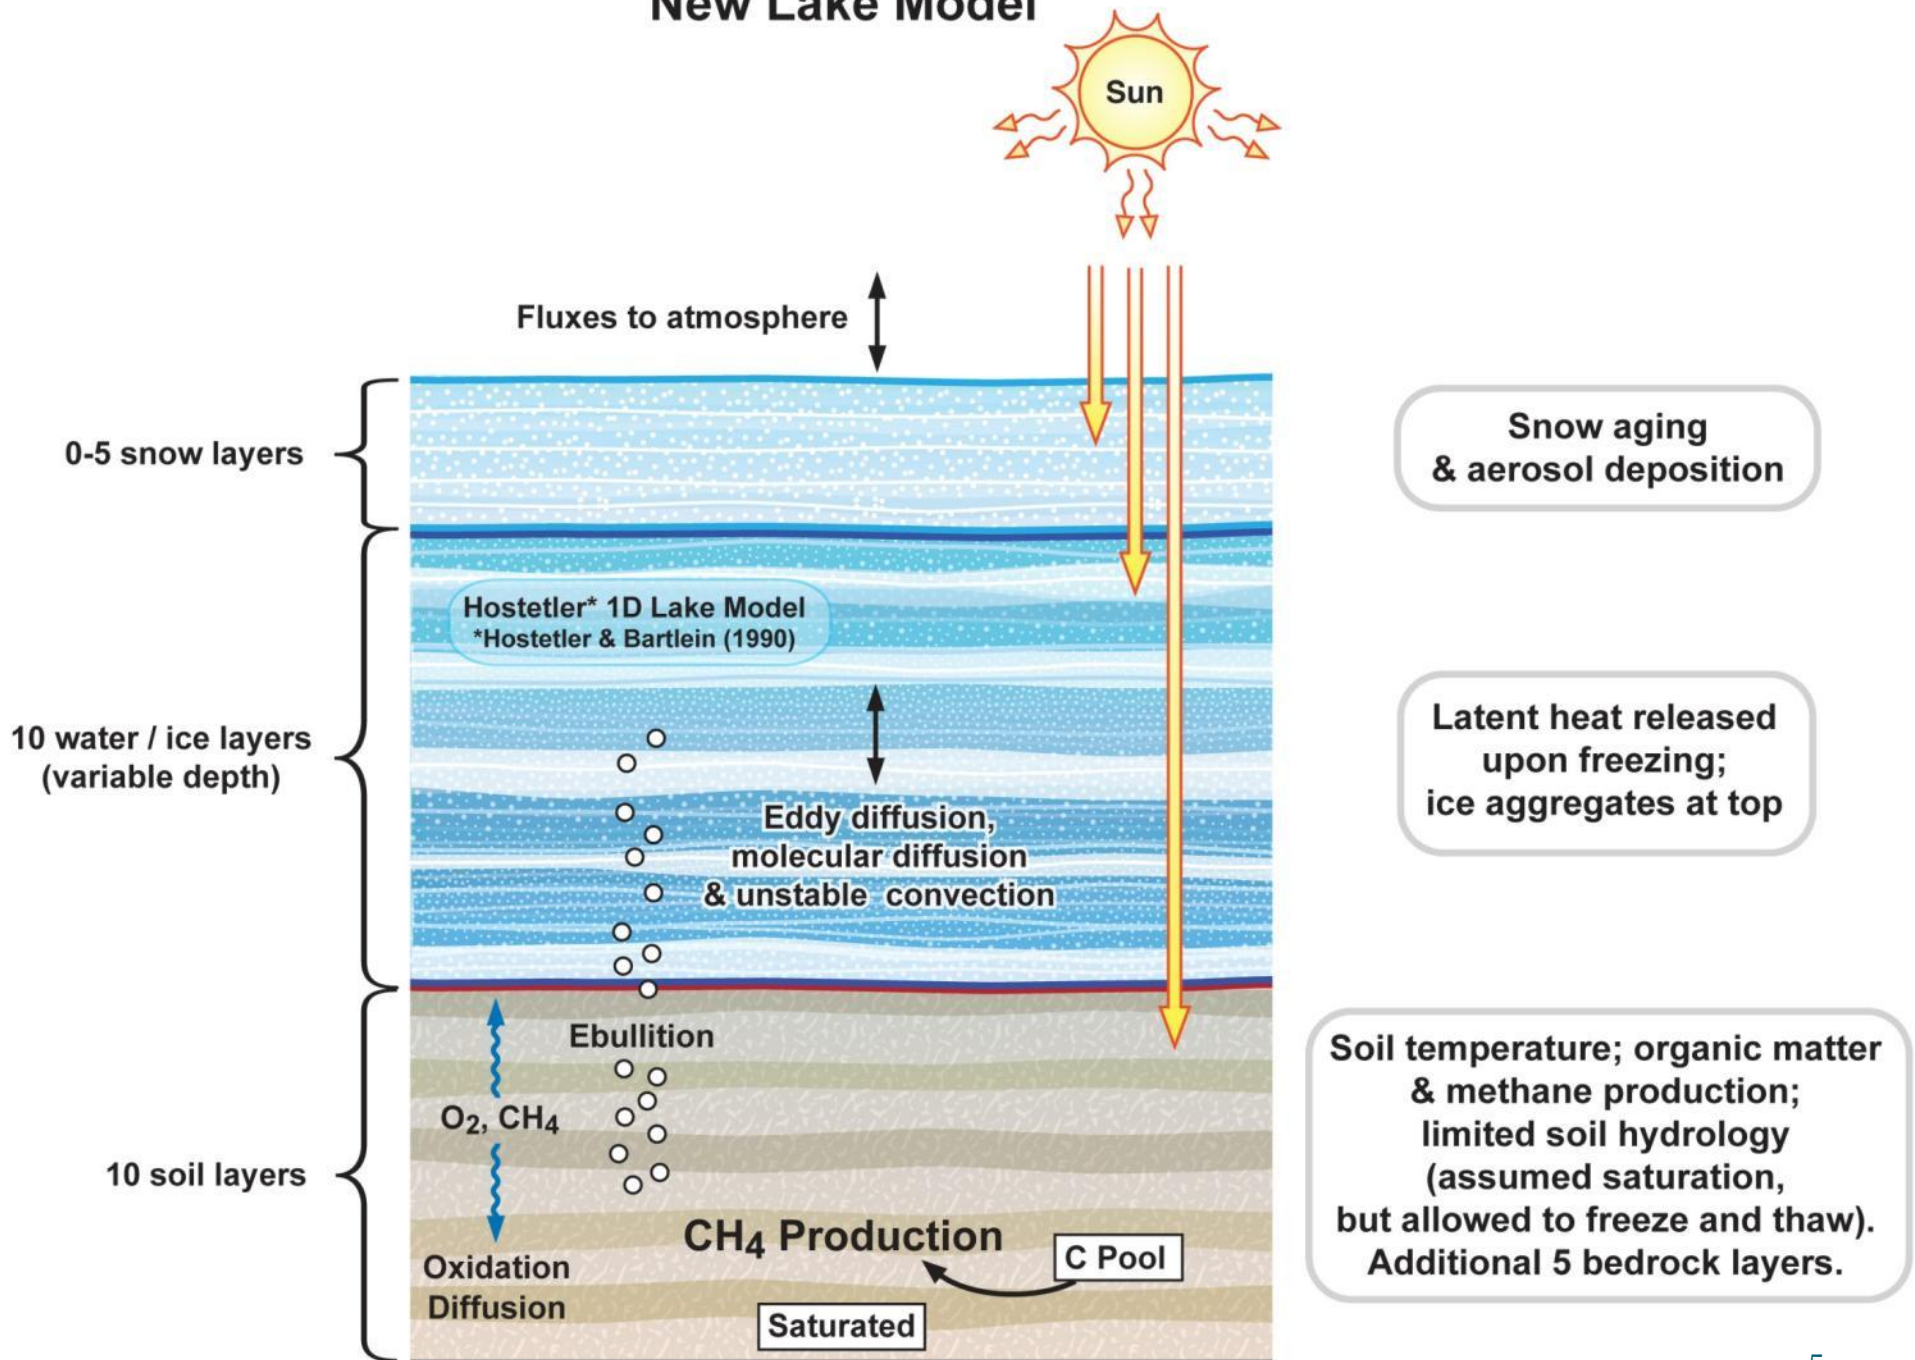 New Lake Model
Sun
Fluxes to atmosphere
0-5 snow layers
Snow aging
& aerosol deposition
Hostetler* 1D Lake Model
*Hostetler & Bartlein (1990)
10 water / ice layers
(variable depth)
Latent heat released
upon freezing;
ice aggregates at top
Eddy diffusion,
molecular diffusion
& unstable convection
Ebullition
O2, CH4
10 soil layers
Soil temperature; organic matter
& methane production;
limited soil hydrology
(assumed saturation,
but allowed to freeze and thaw).
Additional 5 bedrock layers.
CH4 Production
C Pool
Oxidation
Diffusion
Saturated